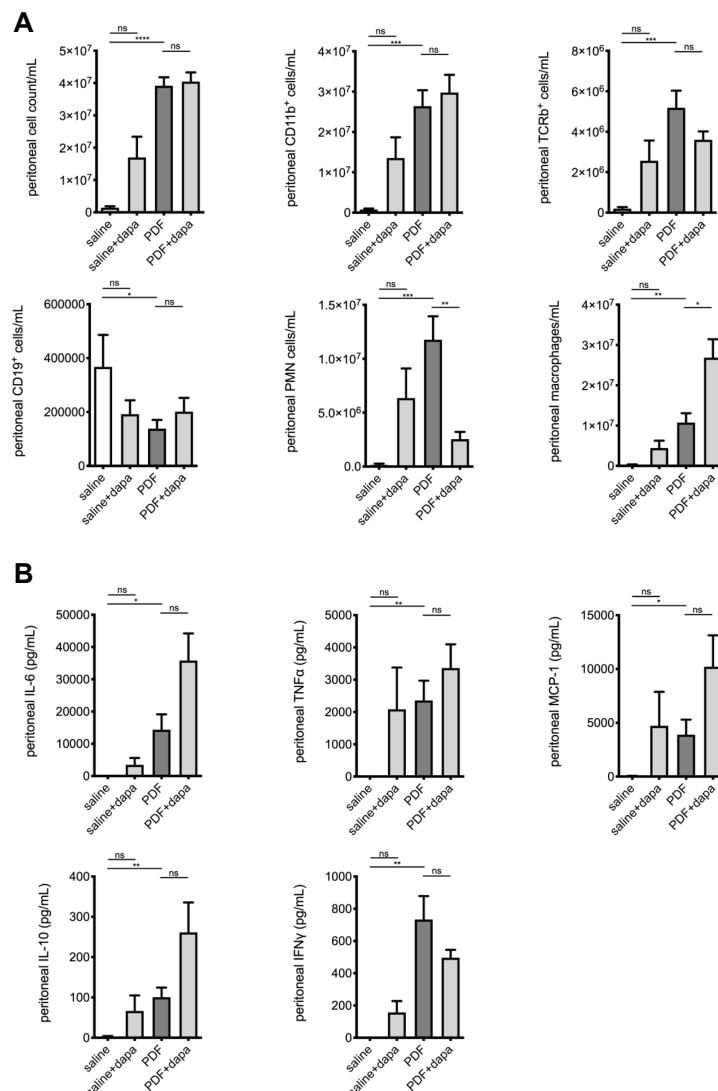 A
ns
****
ns
peritoneal cell count/mL
5×10⁷
4×10⁷
3×10⁷
2×10⁷
1×10⁷
0
saline
saline+dapa
PDF
PDF+dapa
ns
***
ns
peritoneal CD11b⁺ cells/mL
4×10⁷
3×10⁷
2×10⁷
1×10⁷
0
saline
saline+dapa
PDF
PDF+dapa
ns
***
ns
peritoneal TCRb⁺ cells/mL
8×10⁶
6×10⁶
4×10⁶
2×10⁶
0
saline
saline+dapa
PDF
PDF+dapa
ns
*
ns
peritoneal CD19⁺ cells/mL
600000
400000
200000
0
saline
saline+dapa
PDF
PDF+dapa
ns
***
**
peritoneal PMN cells/mL
1.5×10⁷
1.0×10⁷
5.0×10⁶
0.0
saline
saline+dapa
PDF
PDF+dapa
ns
**
*
peritoneal macrophages/mL
4×10⁷
3×10⁷
2×10⁷
1×10⁷
0
saline
saline+dapa
PDF
PDF+dapa
B
ns
*
ns
peritoneal IL-6 (pg/mL)
50000
40000
30000
20000
10000
0
saline
saline+dapa
PDF
PDF+dapa
ns
**
ns
peritoneal TNFα (pg/mL)
5000
4000
3000
2000
1000
0
saline
saline+dapa
PDF
PDF+dapa
ns
*
ns
peritoneal MCP-1 (pg/mL)
15000
10000
5000
0
saline
saline+dapa
PDF
PDF+dapa
ns
**
ns
peritoneal IL-10 (pg/mL)
400
300
200
100
0
saline
saline+dapa
PDF
PDF+dapa
ns
**
ns
peritoneal IFNγ (pg/mL)
1000
800
600
400
200
0
saline
saline+dapa
PDF
PDF+dapa